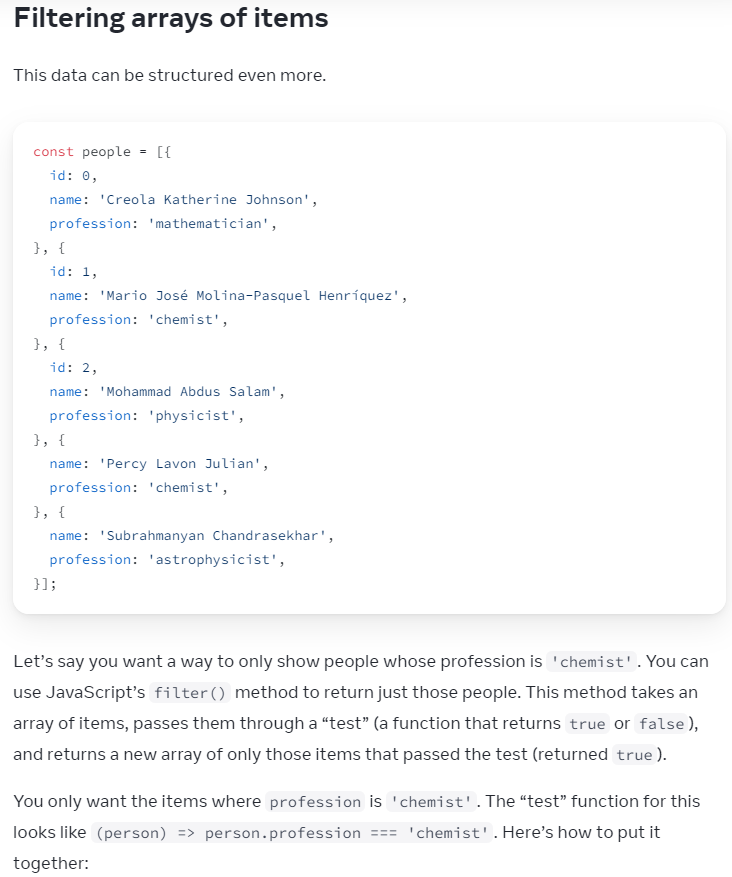 Filtering arrays of items
This data can be structured even more.
const people = [{
  id: 0,
  name: 'Creola Katherine Johnson',
  profession: 'mathematician',
}, {
  id: 1,
  name: 'Mario José Molina-Pasquel Henríquez',
  profession: 'chemist',
}, {
  id: 2,
  name: 'Mohammad Abdus Salam',
  profession: 'physicist',
}, {
  name: 'Percy Lavon Julian',
  profession: 'chemist',
}, {
  name: 'Subrahmanyan Chandrasekhar',
  profession: 'astrophysicist',
}];
Let’s say you want a way to only show people whose profession is 'chemist'. You can
use JavaScript’s filter() method to return just those people. This method takes an
array of items, passes them through a “test” (a function that returns true or false),
and returns a new array of only those items that passed the test (returned true).
You only want the items where profession is 'chemist'. The “test” function for this
looks like (person) => person.profession === 'chemist'. Here’s how to put it
together: